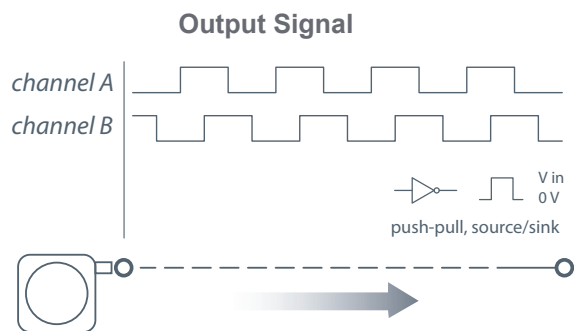 Output Signal
channel A
channel B
V in
0 V
push-pull, source/sink